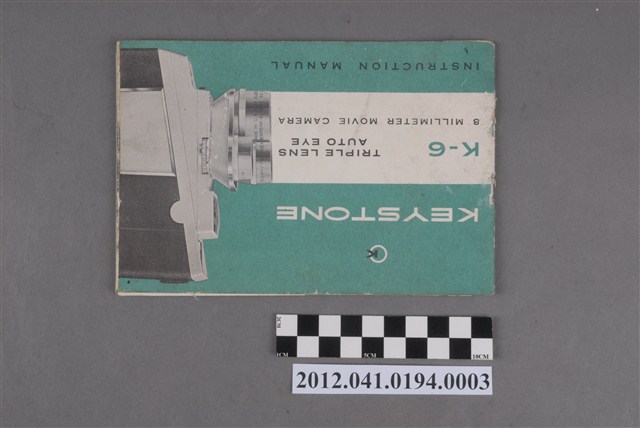 K
KEYSTONE
K-6
TRIPLE LENS
AUTO EYE
8 MILLIMETER MOVIE CAMERA
INSTRUCTION MANUAL
1CM
5CM
10CM
2012.041.0194.0003